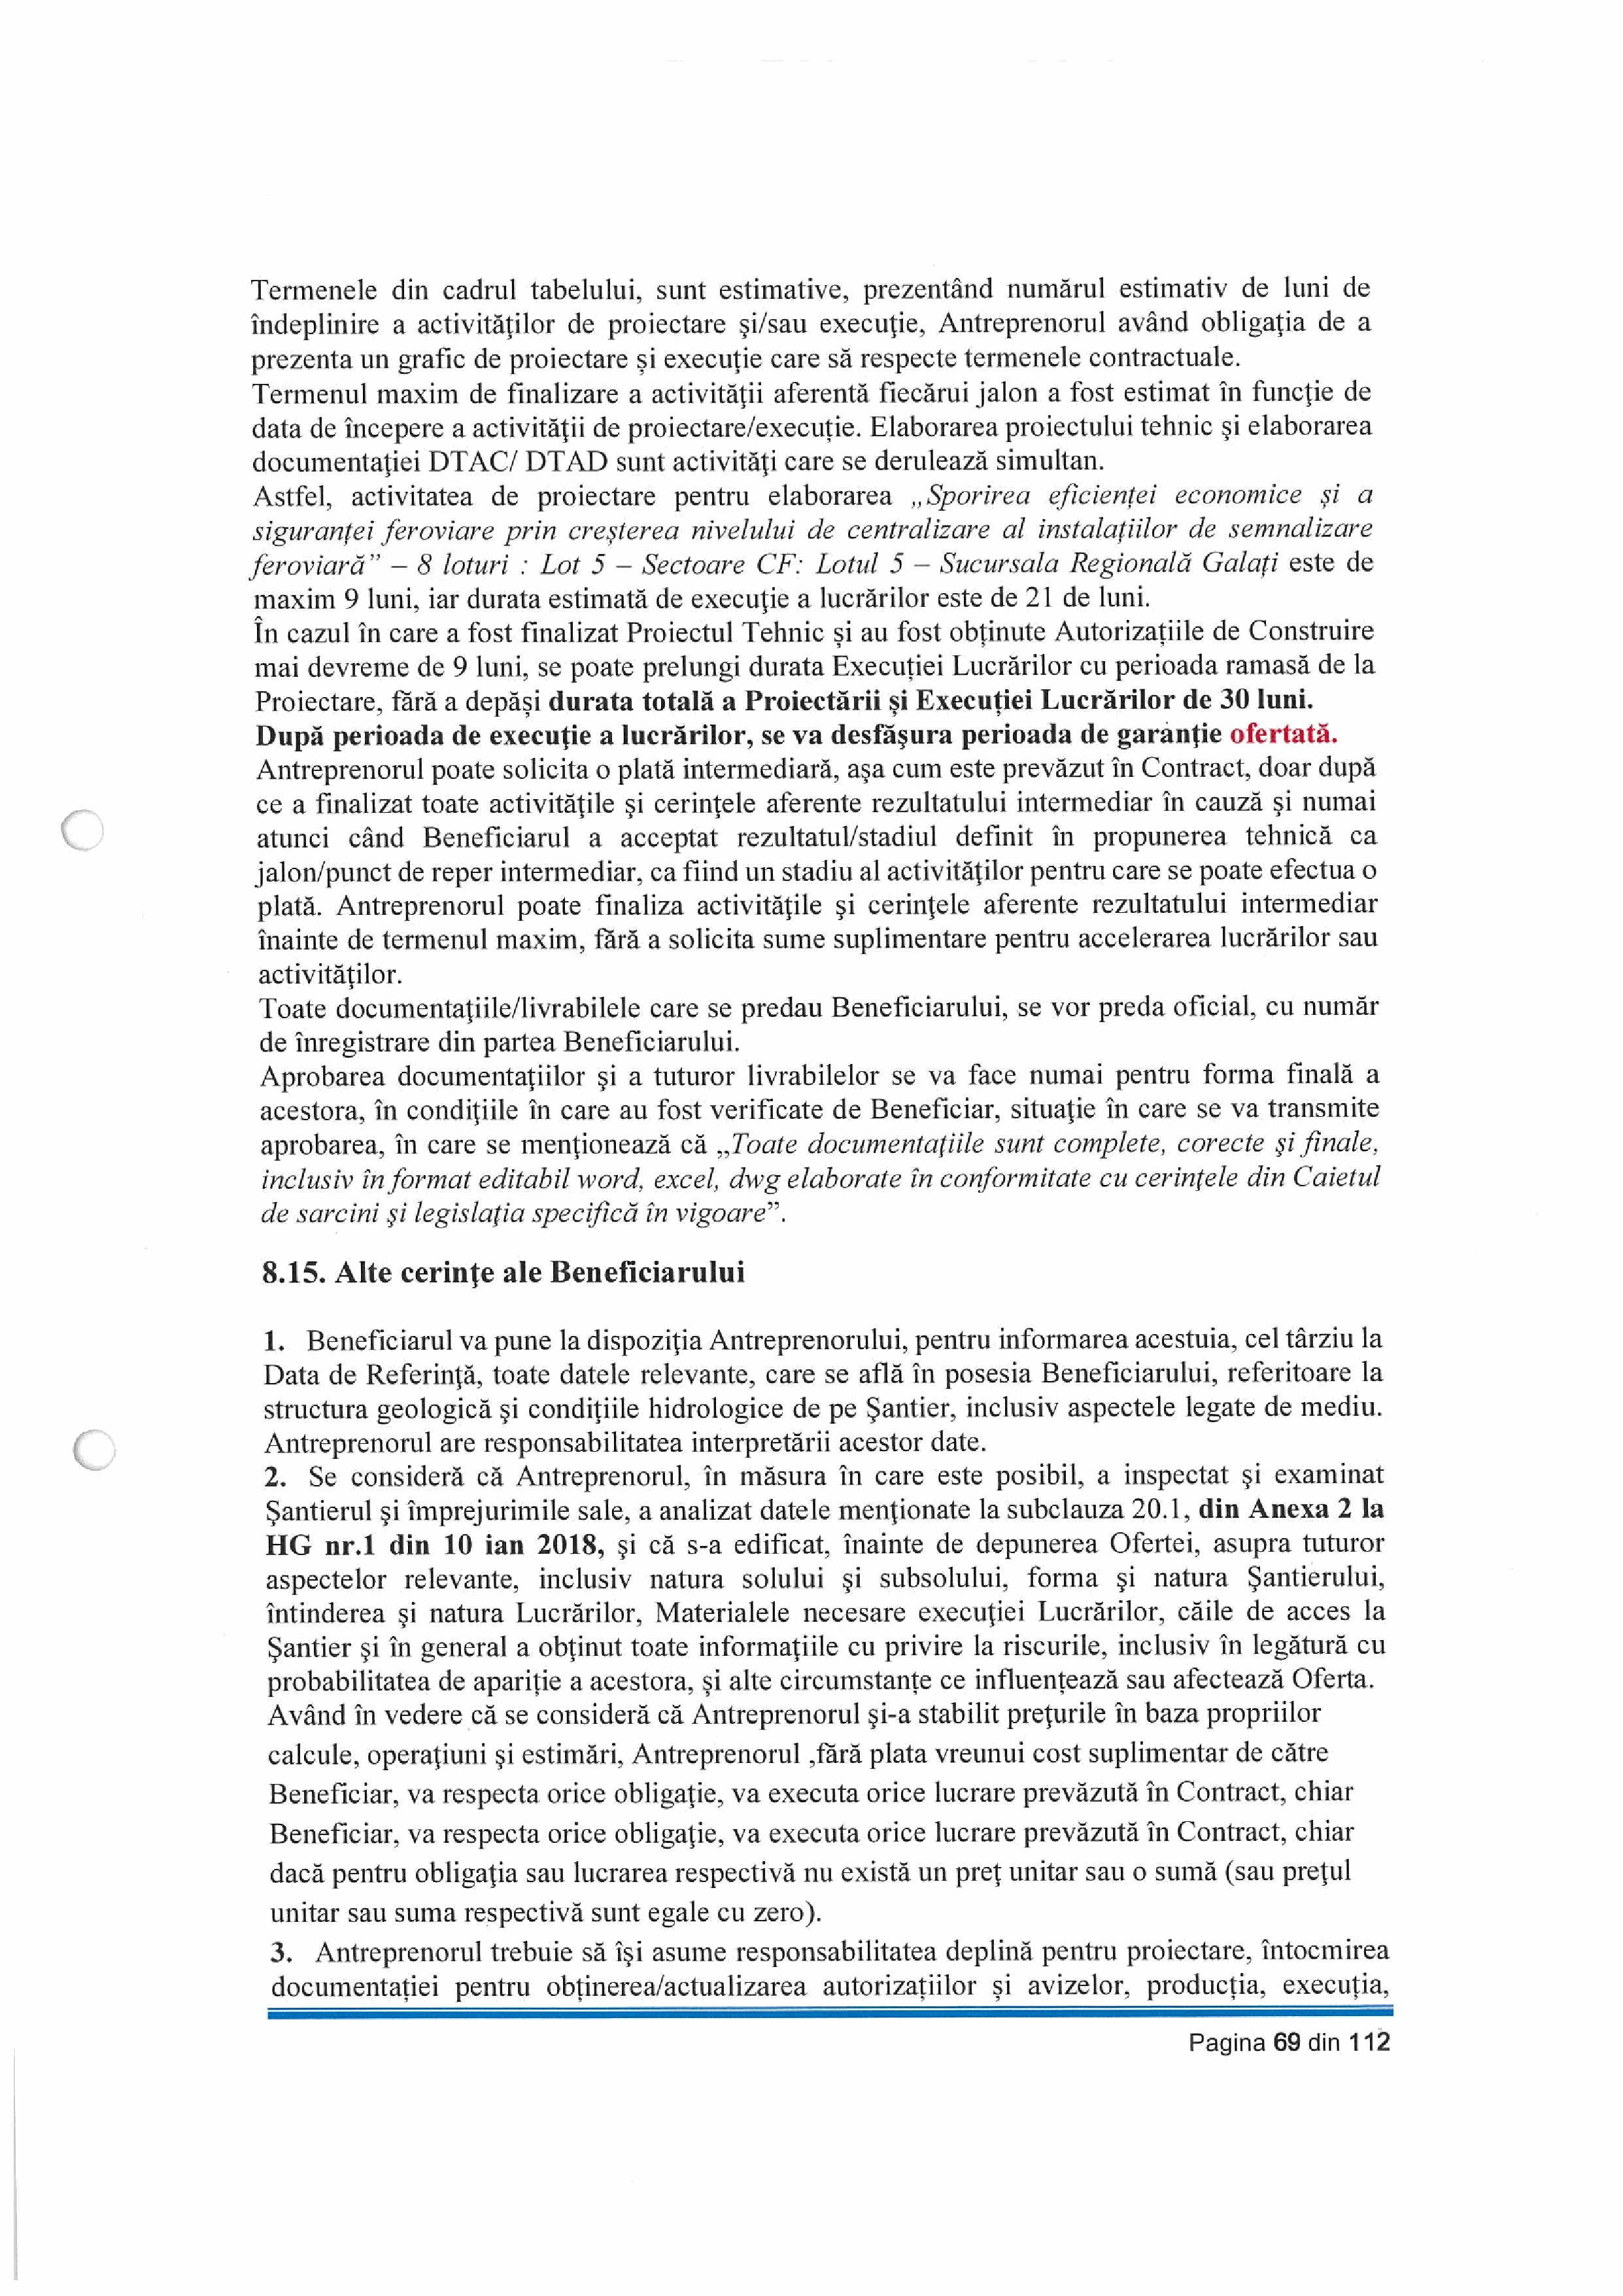 Termenele din cadrul tabelului, sunt estimative, prezentând numărul estimativ de luni de
îndeplinire a activităţilor de proiectare şi/sau execuţie, Antreprenorul având obligaţia de a
prezenta un grafic de proiectare și execuţie care să respecte termenele contractuale.
Termenul maxim de finalizare a activităţii aferentă fiecărui jalon a fost estimat în funcţie de
data de începere a activităţii de proiectare/execuție. Elaborarea proiectului tehnic şi elaborarea
documentaţiei DTAC/ DTAD sunt activităţi care se derulează simultan.
Astfel, activitatea de proiectare pentru elaborarea „Sporirea eficienței economice și a
siguranței feroviare prin creșterea nivelului de centralizare al instalațiilor de semnalizare
feroviară” – 8 loturi : Lot 5 – Sectoare CF: Lotul 5 – Sucursala Regională Galați este de
maxim 9 luni, iar durata estimată de execuţie a lucrărilor este de 21 de luni.
În cazul în care a fost finalizat Proiectul Tehnic și au fost obținute Autorizațiile de Construire
mai devreme de 9 luni, se poate prelungi durata Execuției Lucrărilor cu perioada ramasă de la
Proiectare, fără a depăși durata totală a Proiectării și Execuției Lucrărilor de 30 luni.
După perioada de execuţie a lucrărilor, se va desfăşura perioada de garanţie ofertată.
Antreprenorul poate solicita o plată intermediară, aşa cum este prevăzut în Contract, doar după
ce a finalizat toate activităţile şi cerinţele aferente rezultatului intermediar în cauză şi numai
atunci când Beneficiarul a acceptat rezultatul/stadiul definit în propunerea tehnică ca
jalon/punct de reper intermediar, ca fiind un stadiu al activităţilor pentru care se poate efectua o
plată. Antreprenorul poate finaliza activităţile şi cerinţele aferente rezultatului intermediar
înainte de termenul maxim, fără a solicita sume suplimentare pentru accelerarea lucrărilor sau
activităţilor.
Toate documentaţiile/livrabilele care se predau Beneficiarului, se vor preda oficial, cu număr
de înregistrare din partea Beneficiarului.
Aprobarea documentaţiilor şi a tuturor livrabilelor se va face numai pentru forma finală a
acestora, în condiţiile în care au fost verificate de Beneficiar, situaţie în care se va transmite
aprobarea, în care se menţionează că „Toate documentaţiile sunt complete, corecte şi finale,
inclusiv în format editabil word, excel, dwg elaborate în conformitate cu cerinţele din Caietul
de sarcini şi legislaţia specifică în vigoare”.
8.15. Alte cerinţe ale Beneficiarului
1. Beneficiarul va pune la dispoziţia Antreprenorului, pentru informarea acestuia, cel târziu la
Data de Referinţă, toate datele relevante, care se află în posesia Beneficiarului, referitoare la
structura geologică şi condiţiile hidrologice de pe Şantier, inclusiv aspectele legate de mediu.
Antreprenorul are responsabilitatea interpretării acestor date.
2. Se consideră că Antreprenorul, în măsura în care este posibil, a inspectat şi examinat
Şantierul şi împrejurimile sale, a analizat datele menţionate la subclauza 20.1, din Anexa 2 la
HG nr.1 din 10 ian 2018, şi că s-a edificat, înainte de depunerea Ofertei, asupra tuturor
aspectelor relevante, inclusiv natura solului şi subsolului, forma şi natura Şantierului,
întinderea şi natura Lucrărilor, Materialele necesare execuţiei Lucrărilor, căile de acces la
Şantier şi în general a obţinut toate informaţiile cu privire la riscurile, inclusiv în legătură cu
probabilitatea de apariție a acestora, și alte circumstanțe ce influențează sau afectează Oferta.
Având în vedere că se consideră că Antreprenorul şi-a stabilit preţurile în baza propriilor
calcule, operaţiuni şi estimări, Antreprenorul ,fără plata vreunui cost suplimentar de către
Beneficiar, va respecta orice obligaţie, va executa orice lucrare prevăzută în Contract, chiar
Beneficiar, va respecta orice obligaţie, va executa orice lucrare prevăzută în Contract, chiar
dacă pentru obligaţia sau lucrarea respectivă nu există un preţ unitar sau o sumă (sau preţul
unitar sau suma respectivă sunt egale cu zero).
3. Antreprenorul trebuie să îşi asume responsabilitatea deplină pentru proiectare, întocmirea
documentației pentru obținerea/actualizarea autorizațiilor și avizelor, producția, execuția,
Pagina 69 din 112